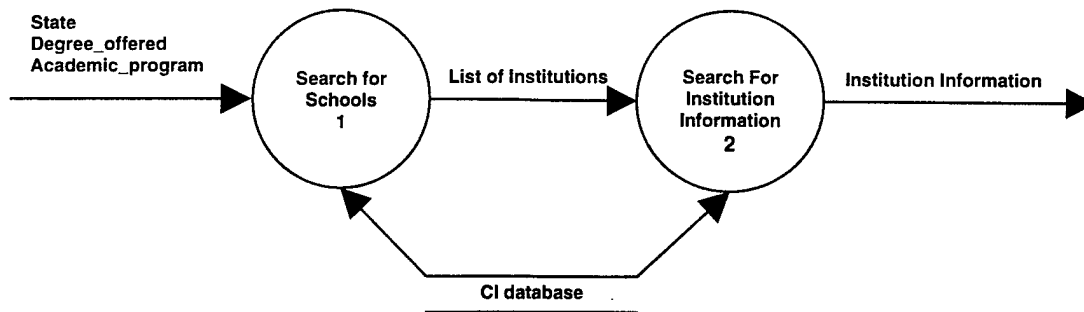 State
Degree_offered
Academic_program
Search for
Schools
1
List of Institutions
Search For
Institution
Information
2
Institution Information
CI database